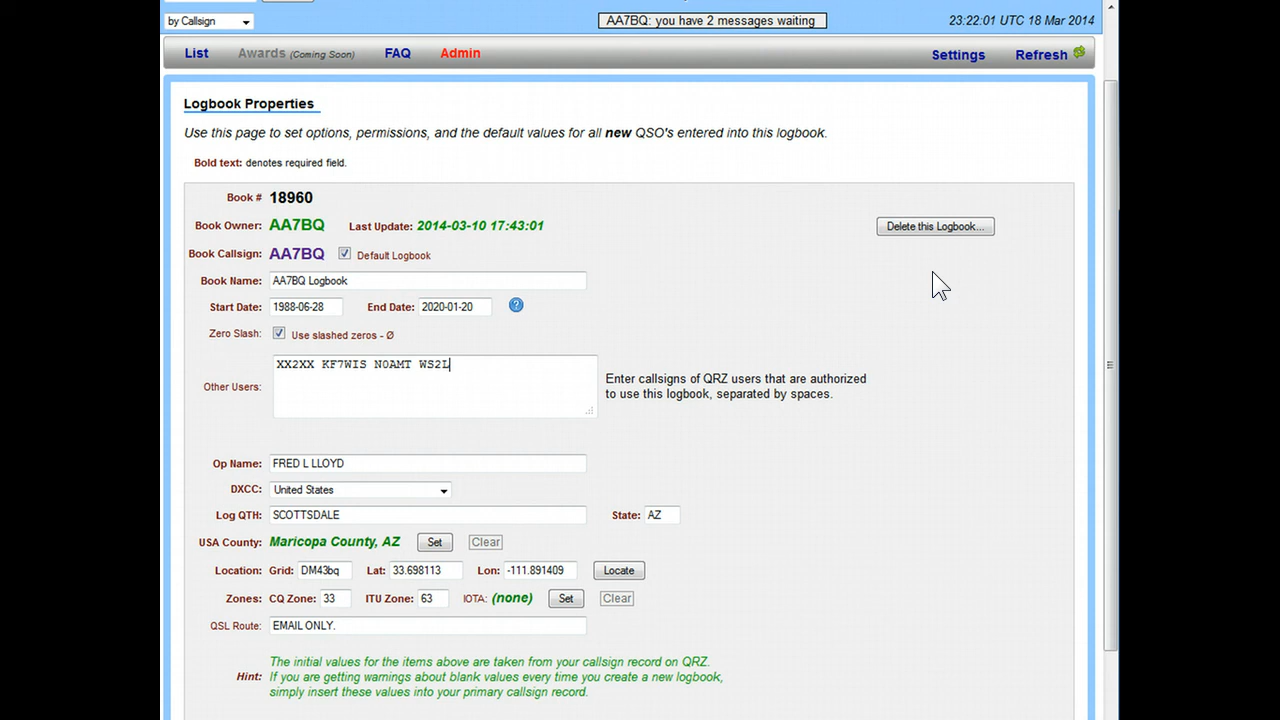 by Callsign AA7BQ: you have 2 messages waiting 23:22:01 UTC 18 Mar 2014
List Awards (Coming Soon) FAQ Admin Settings Refresh
Logbook Properties
Use this page to set options, permissions, and the default values for all new QSO's entered into this logbook.
Bold text: denotes required field.
Book # 18960
Book Owner: AA7BQ Last Update: 2014-03-10 17:43:01 Delete this Logbook...
Book Callsign: AA7BQ Default Logbook
Book Name: AA7BQ Logbook
Start Date: 1988-06-28 End Date: 2020-01-20 ?
Zero Slash: Use slashed zeros - Ø
Other Users: XX2XX KF7WIS N0AMT WS2L
Enter callsigns of QRZ users that are authorized
to use this logbook, separated by spaces.
Op Name: FRED L LLOYD
DXCC: United States
Log QTH: SCOTTSDALE State: AZ
USA County: Maricopa County, AZ Set Clear
Location: Grid: DM43bq Lat: 33.698113 Lon: -111.891409 Locate
Zones: CQ Zone: 33 ITU Zone: 63 IOTA: (none) Set Clear
QSL Route: EMAIL ONLY.
The initial values for the items above are taken from your callsign record on QRZ.
Hint: If you are getting warnings about blank values every time you create a new logbook,
simply insert these values into your primary callsign record.